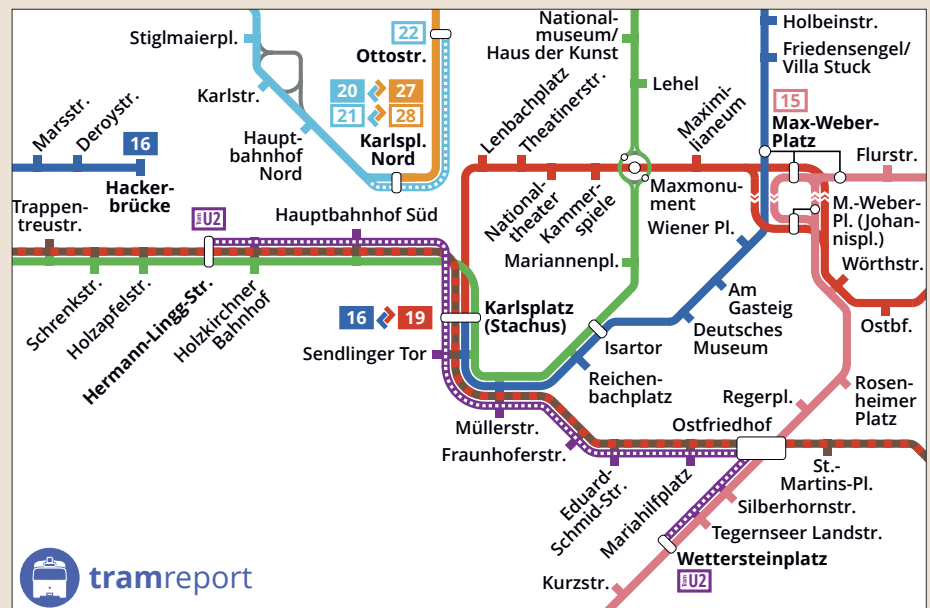 Stiglmaierpl.
Karlstr.
Haupt-
bahnhof
Nord
22
Ottostr.
20 27
21 28
Karlspl.
Nord
National-
museum/
Haus der Kunst
Lehel
Holbeinstr.
Friedensengel/
Villa Stuck
15
Max-Weber-
Platz
Flurstr.
Marsstr.
Deroystr.
16
Hacker-
brücke
Lenbachplatz
Theatinerstr.
National-
theater
Kammer-
spiele
Maximi-
lianeum
Maxmonu-
ment
M.-Weber-
Pl. (Johan-
nispl.)
Wiener Pl.
Mariannenpl.
Wörthstr.
Ostbf.
Trappen-
treustr.
Tram U2
Hauptbahnhof Süd
Schrenkstr.
Holzapfelstr.
Hermann-Lingg-Str.
Holzkirchner
Bahnhof
16 19
Karlsplatz
(Stachus)
Sendlinger Tor
Isartor
Am
Gasteig
Deutsches
Museum
Reichen-
bachplatz
Müllerstr.
Fraunhoferstr.
Eduard-
Schmid-Str.
Mariahilfplatz
Ostfriedhof
Regerpl.
Rosen-
heimer
Platz
St.-
Martins-Pl.
Silberhornstr.
Tegernseer Landstr.
Wettersteinplatz
Tram U2
Kurzstr.
tramreport